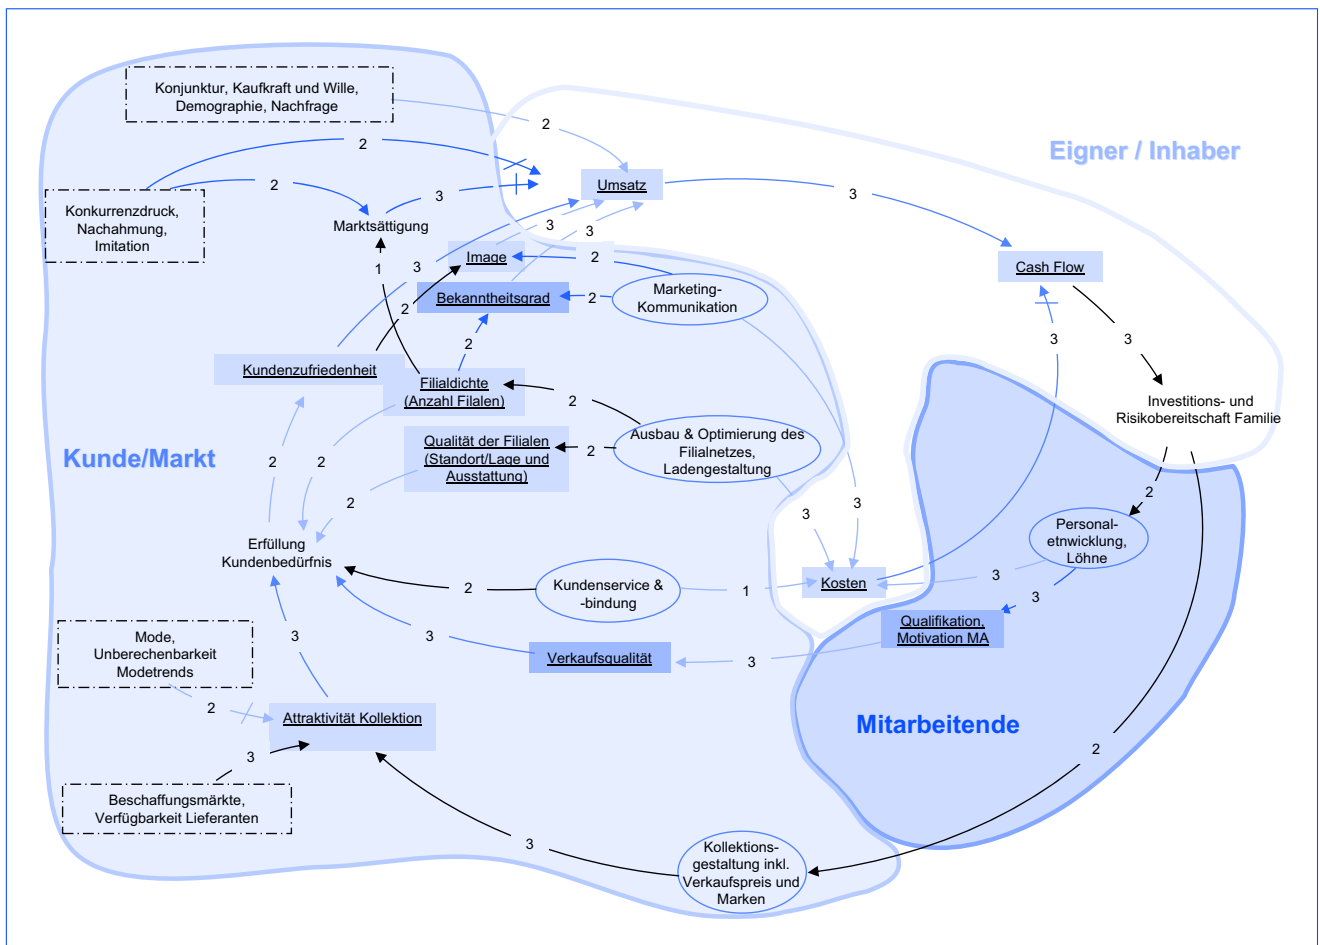 Konjunktur, Kaufkraft und Wille,
Demographie, Nachfrage
2
Eigner / Inhaber
2
Umsatz
2
3
3
Konkurrenzdruck,
Nachahmung,
Imitation
Marktsättigung
3
3
Image
2
3
1
Cash Flow
Bekanntheitsgrad
2
Marketing-
Kommunikation
2
2
3
3
Kundenzufriedenheit
Filialdichte
(Anzahl Filalen)
2
Investitions- und
Risikobereitschaft Familie
Kunde/Markt
Qualität der Filialen
(Standort/Lage und
Ausstattung)
2
Ausbau & Optimierung des
Filialnetzes,
Ladengestaltung
2
2
2
2
3
3
Personal-
etnwicklung,
Löhne
Erfüllung
Kundenbedürfnis
2
Kundenservice &
-bindung
1
Kosten
3
3
Qualifikation,
Motivation MA
Mode,
Unberechenbarkeit
Modetrends
3
3
Verkaufsqualität
3
2
Attraktivität Kollektion
Mitarbeitende
3
2
Beschaffungsmärkte,
Verfügbarkeit Lieferanten
3
Kollektions-
gestaltung inkl.
Verkaufspreis und
Marken